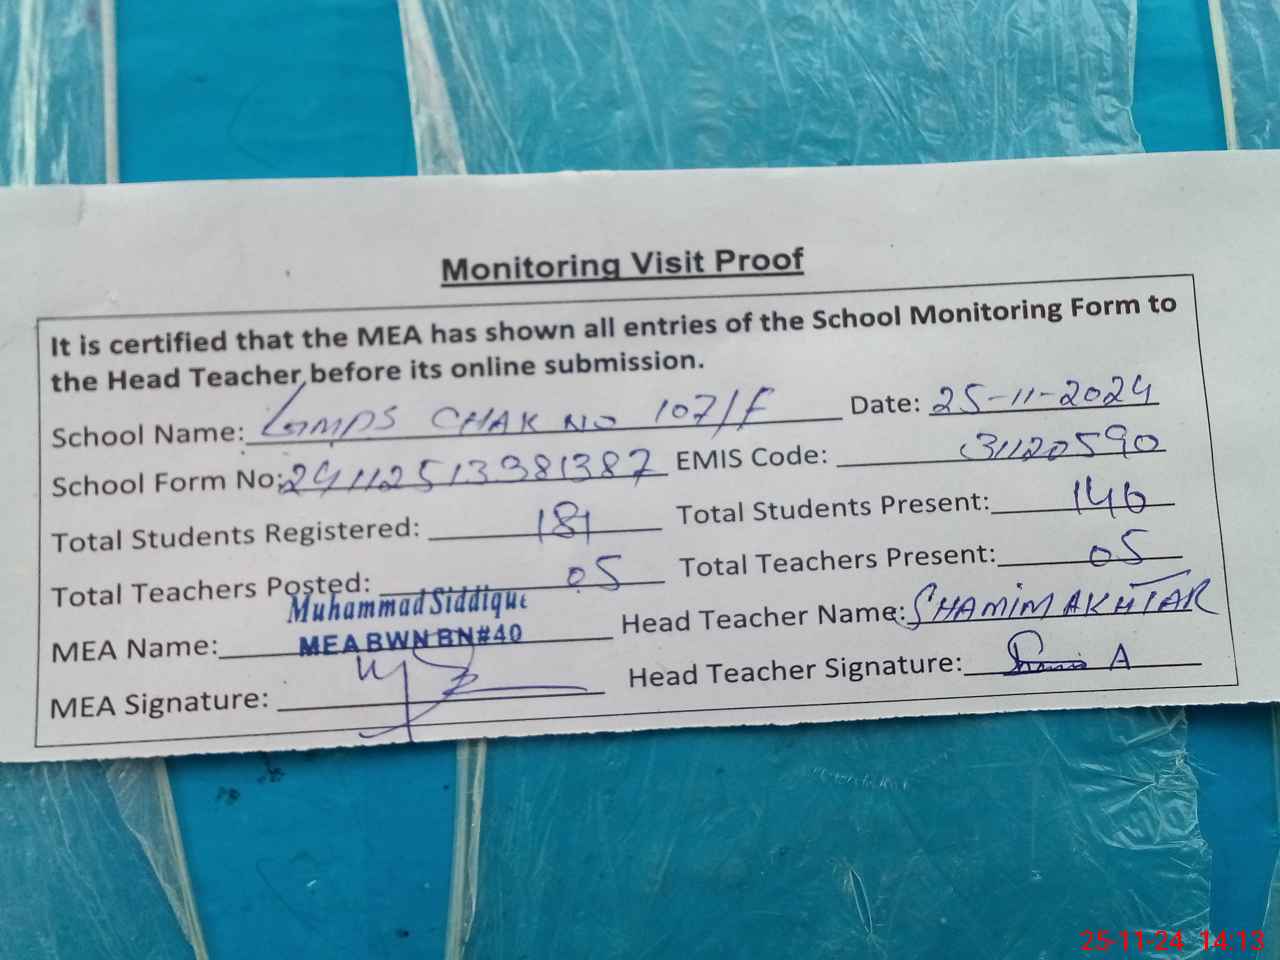 Monitoring Visit Proof
It is certified that the MEA has shown all entries of the School Monitoring Form to
the Head Teacher before its online submission.
School Name: GMPS CHAK NO 107/F Date: 25-11-2024
School Form No: 24112513381387 EMIS Code: 31120590
Total Students Registered: 181 Total Students Present: 146
Total Teachers Posted: 05 Total Teachers Present: 05
Muhammad Siddique
MEA Name: MEA BWN BN#40 Head Teacher Name: SHAMIM AKHTAR
MEA Signature: Head Teacher Signature: Shamim A
25-11-24 14:13